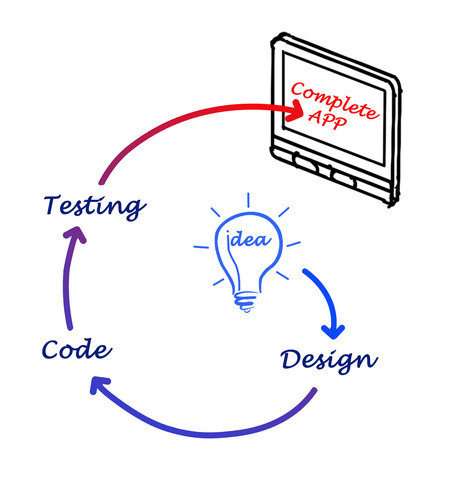 Complete
APP
Testing
idea
Code
Design